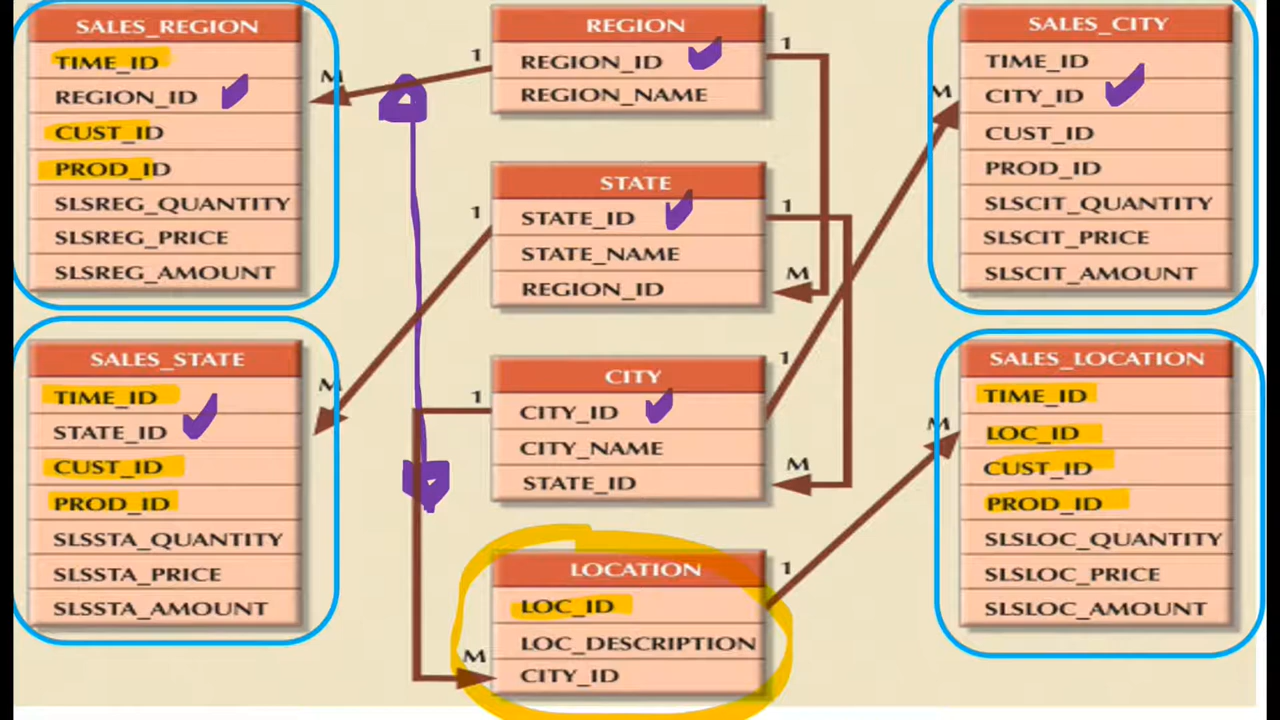 SALES_REGION
TIME_ID
REGION_ID
CUST_ID
PROD_ID
SLSREG_QUANTITY
SLSREG_PRICE
SLSREG_AMOUNT
M
1
REGION
REGION_ID
REGION_NAME
1
SALES_CITY
TIME_ID
CITY_ID
CUST_ID
PROD_ID
SLSCIT_QUANTITY
SLSCIT_PRICE
SLSCIT_AMOUNT
M
1
STATE
STATE_ID
STATE_NAME
REGION_ID
1
M
SALES_STATE
TIME_ID
STATE_ID
CUST_ID
PROD_ID
SLSSTA_QUANTITY
SLSSTA_PRICE
SLSSTA_AMOUNT
M
1
CITY
CITY_ID
CITY_NAME
STATE_ID
1
M
SALES_LOCATION
TIME_ID
LOC_ID
CUST_ID
PROD_ID
SLSLOC_QUANTITY
SLSLOC_PRICE
SLSLOC_AMOUNT
M
LOCATION
LOC_ID
LOC_DESCRIPTION
CITY_ID
1
M